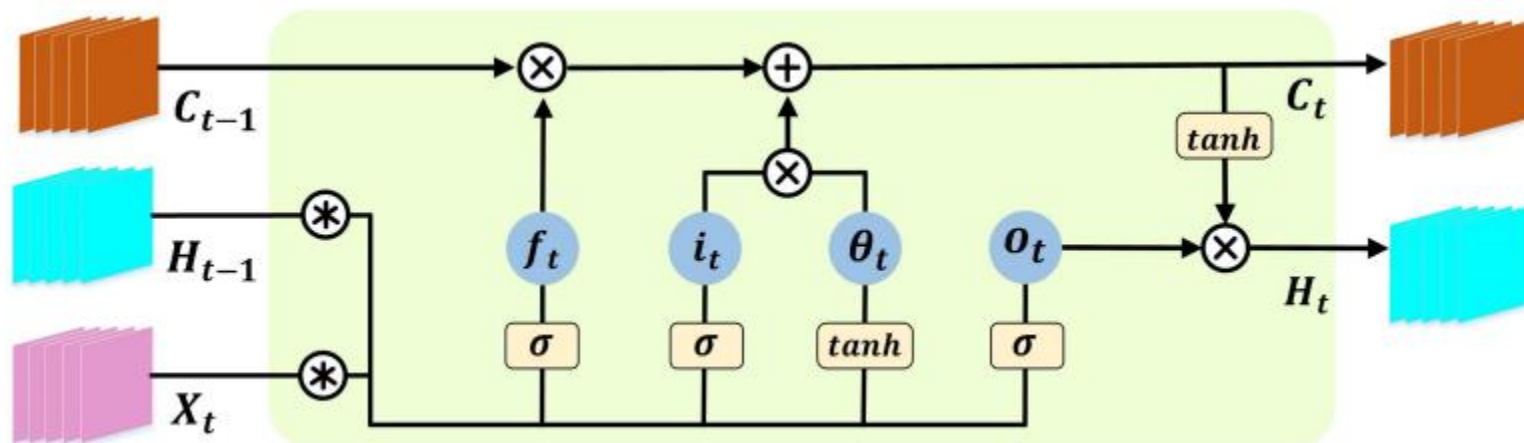 C_{t-1}
C_t
tanh
H_{t-1}
f_t
i_t
θ_t
o_t
H_t
σ
σ
tanh
σ
X_t